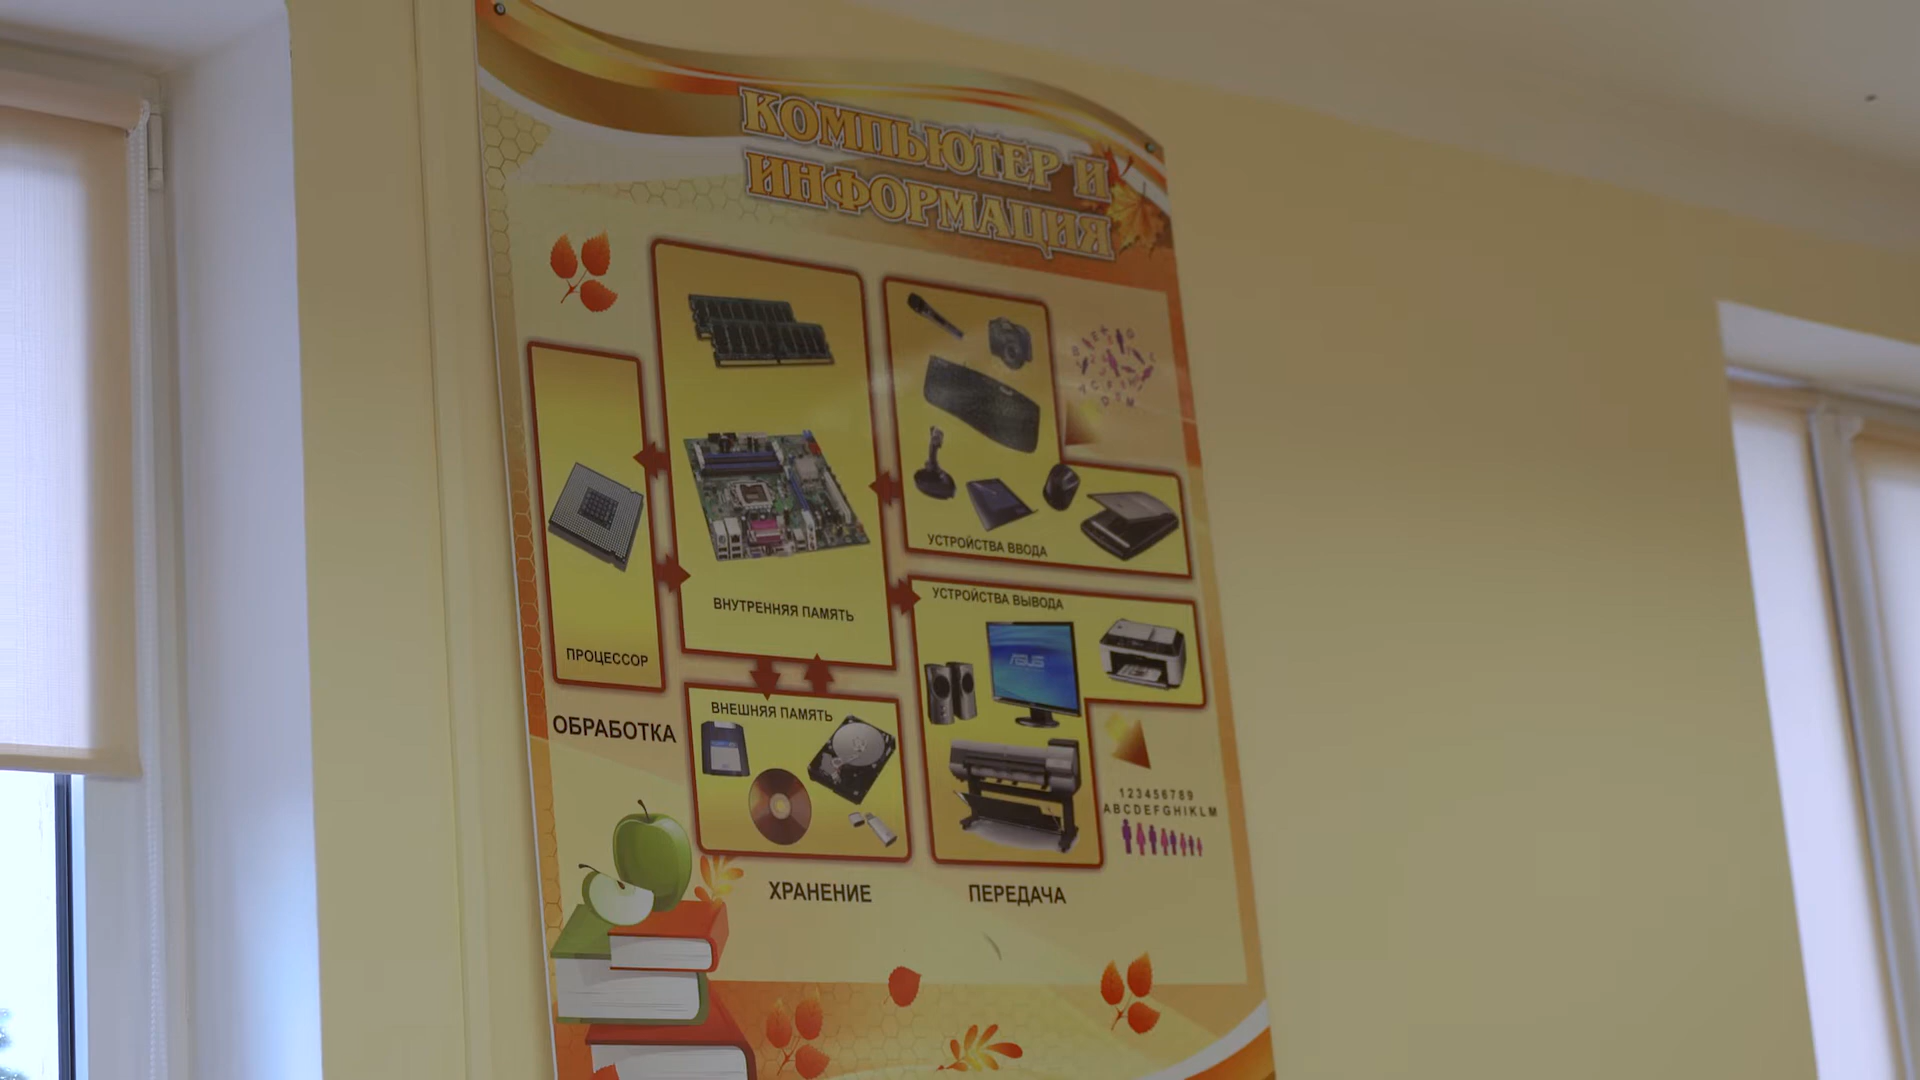 КОМПЬЮТЕР И
ИНФОРМАЦИЯ
УСТРОЙСТВА ВВОДА
УСТРОЙСТВА ВЫВОДА
ВНУТРЕННЯЯ ПАМЯТЬ
ПРОЦЕССОР
ASUS
ВНЕШНЯЯ ПАМЯТЬ
ОБРАБОТКА
123456789
ABCDEFGHIKLM
ХРАНЕНИЕ
ПЕРЕДАЧА